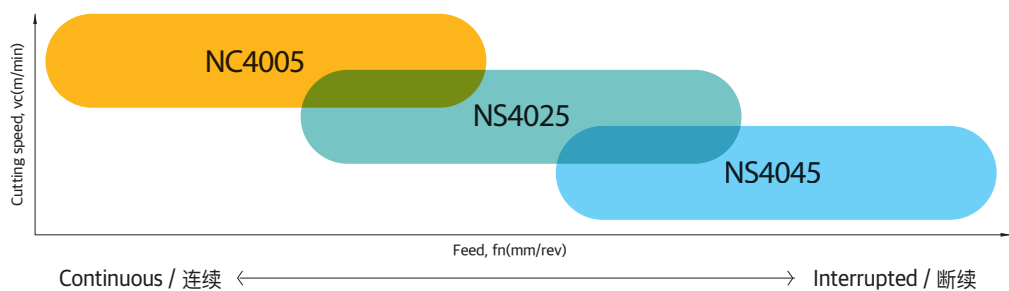 NC4005
NS4025
NS4045
Cutting speed, vc(m/min)
Feed, fn(mm/rev)
Continuous / 连续
Interrupted / 断续